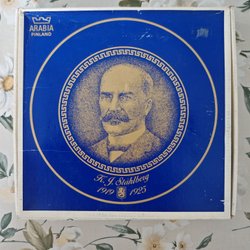 ARABIA
FINLAND
K. J. Ståhlberg
1919 1925